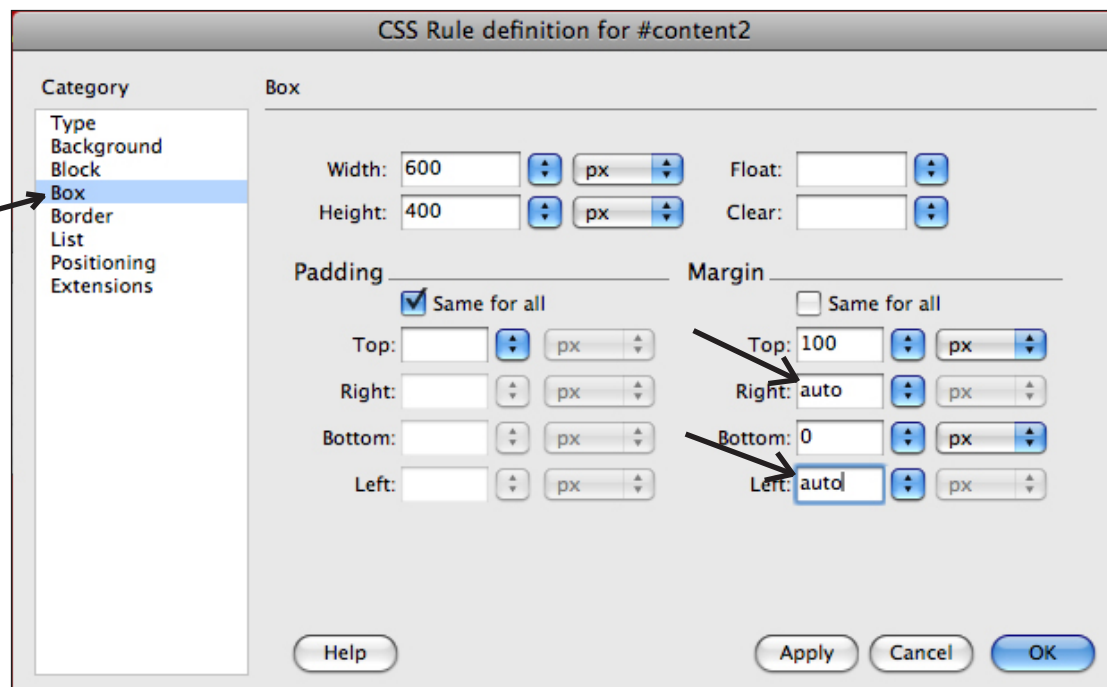 CSS Rule definition for #content2
Category
Type
Background
Block
Box
Border
List
Positioning
Extensions
Box
Width: 600 px
Float:
Height: 400 px
Clear:
Padding
Same for all
Top: px
Right: px
Bottom: px
Left: px
Margin
Same for all
Top: 100 px
Right: auto px
Bottom: 0 px
Left: auto px
Help
Apply
Cancel
OK